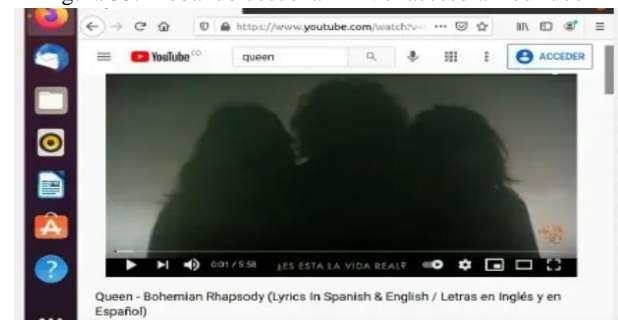 https://www.youtube.com/watch?v=
YouTube CO
queen
ACCEDER
0:01 / 5:58
¿ES ESTA LA VIDA REAL?
Queen - Bohemian Rhapsody (Lyrics In Spanish & English / Letras en Inglés y en
Español)